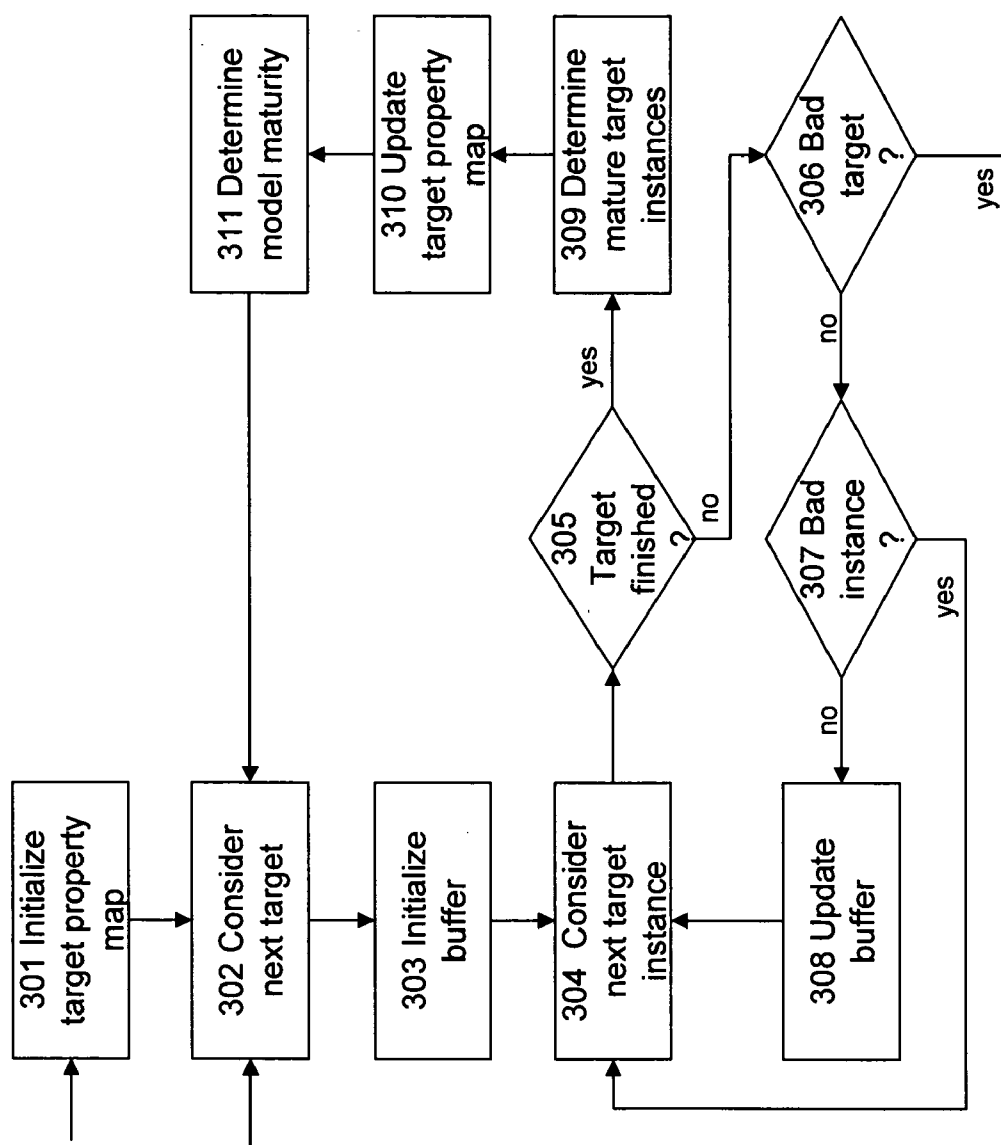 301 Initialize
target property
map
302 Consider
next target
303 Initialize
buffer
304 Consider
next target
instance
305
Target
finished
?
yes
no
306 Bad
target
?
yes
no
307 Bad
instance
?
yes
no
308 Update
buffer
309 Determine
mature target
instances
310 Update
target property
map
311 Determine
model maturity